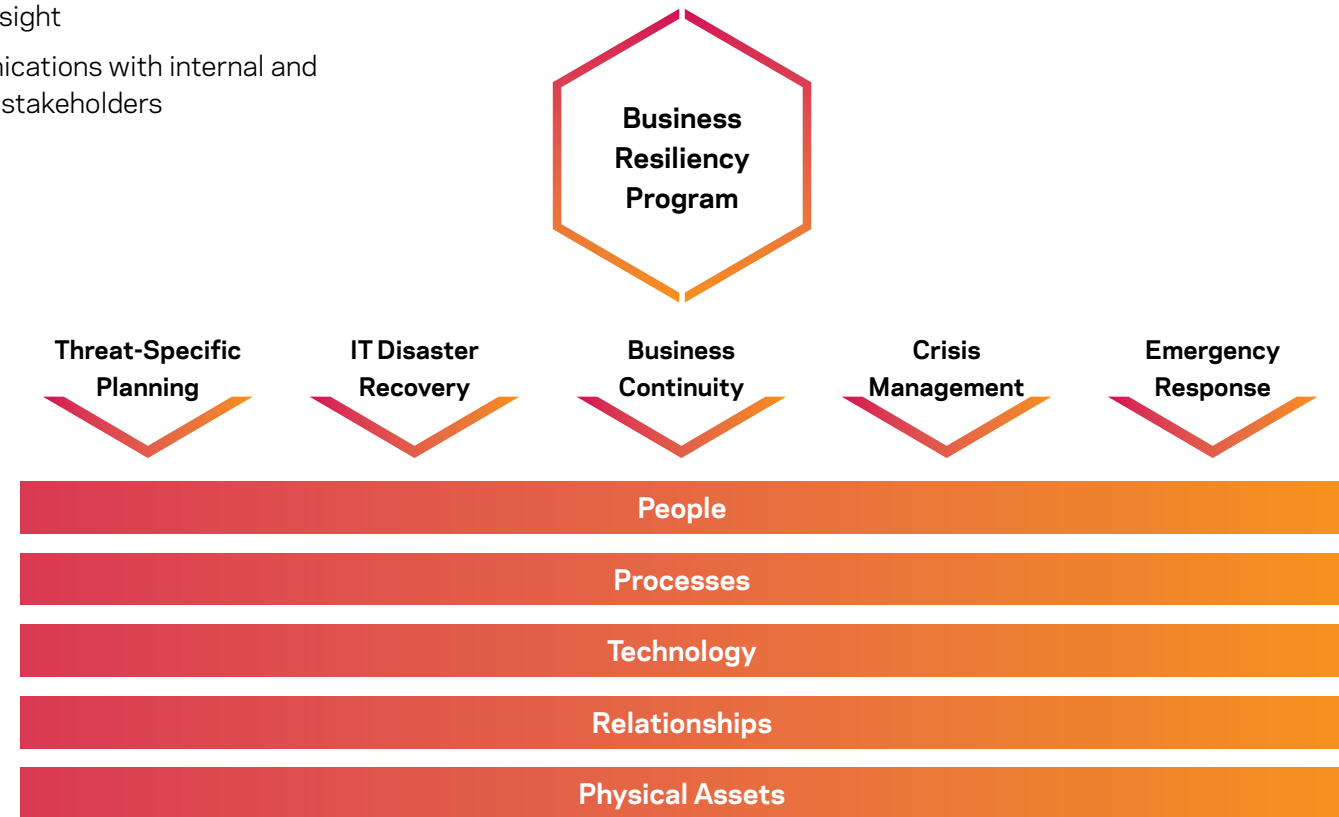 sight
nications with internal and
stakeholders
Business
Resiliency
Program
Threat-Specific
Planning
IT Disaster
Recovery
Business
Continuity
Crisis
Management
Emergency
Response
People
Processes
Technology
Relationships
Physical Assets